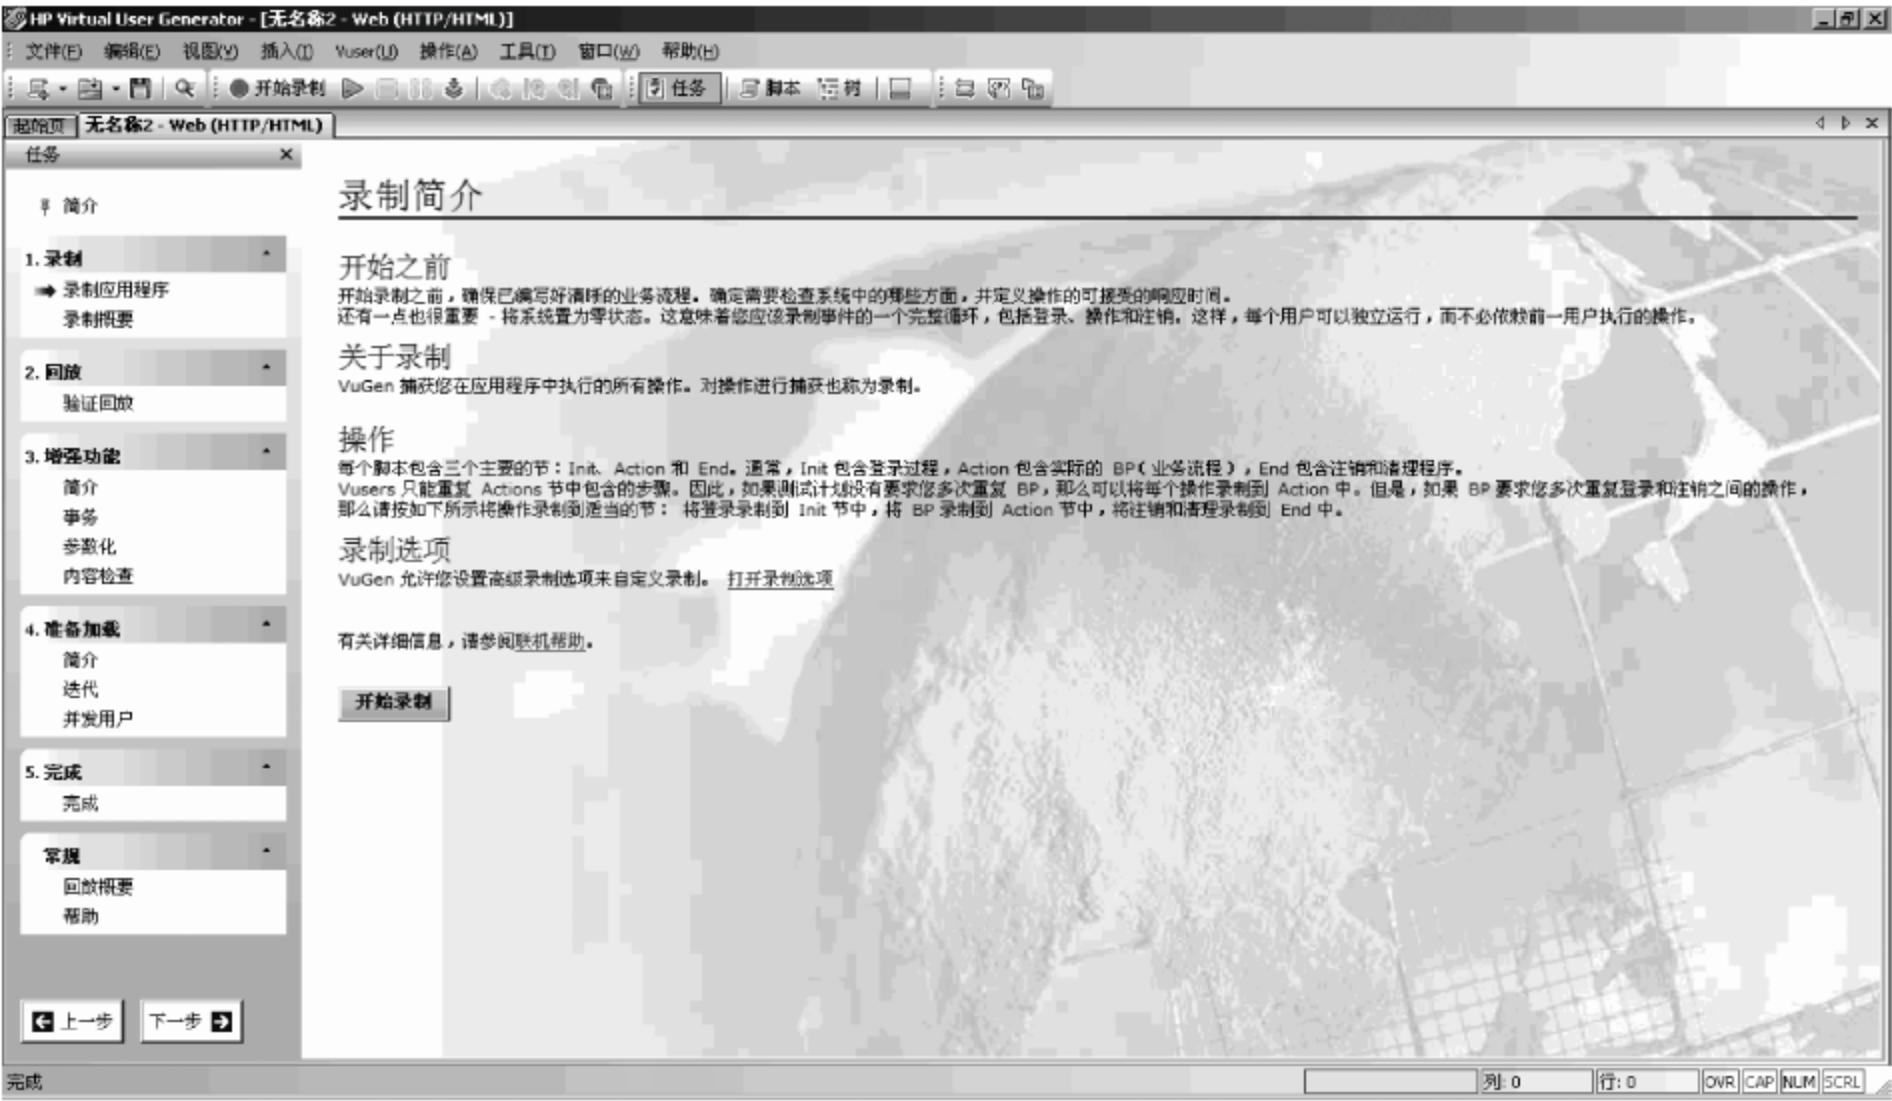 HP Virtual User Generator - [无名称2 - Web (HTTP/HTML)]
文件(F) 编辑(E) 视图(V) 插入(I) Vuser(U) 操作(A) 工具(T) 窗口(W) 帮助(H)
开始录制 任务 脚本 树
起始页 无名称2 - Web (HTTP/HTML)
任务
简介
1. 录制
录制应用程序
录制概要
2. 回放
验证回放
3. 增强功能
简介
事务
参数化
内容检查
4. 准备加载
简介
迭代
并发用户
5. 完成
完成
常规
回放概要
帮助
上一步 下一步
录制简介
开始之前
开始录制之前，确保已编写好清晰的业务流程。确定需要检查系统中的哪些方面，并定义操作的可接受的响应时间。
还有一点也很重要 - 将系统置为零状态。这意味着您应该录制事件的一个完整循环，包括登录、操作和注销。这样，每个用户可以独立运行，而不必依赖前一用户执行的操作。
关于录制
VuGen 捕获您在应用程序中执行的所有操作。对操作进行捕获也称为录制。
操作
每个脚本包含三个主要的节：Init、Action 和 End。通常，Init 包含登录过程，Action 包含实际的 BP（业务流程），End 包含注销和清理程序。
Vusers 只能重复 Actions 节中包含的步骤。因此，如果测试计划没有要求您多次重复 BP，那么可以将每个操作录制到 Action 中。但是，如果 BP 要求您多次重复登录和注销之间的操作，
那么请按如下所示将操作录制到适当的节： 将登录录制到 Init 节中，将 BP 录制到 Action 节中，将注销和清理录制到 End 中。
录制选项
VuGen 允许您设置高级录制选项来自定义录制。 打开录制选项
有关详细信息，请参阅联机帮助。
开始录制
完成 列: 0 行: 0 OVR CAP NUM SCRL